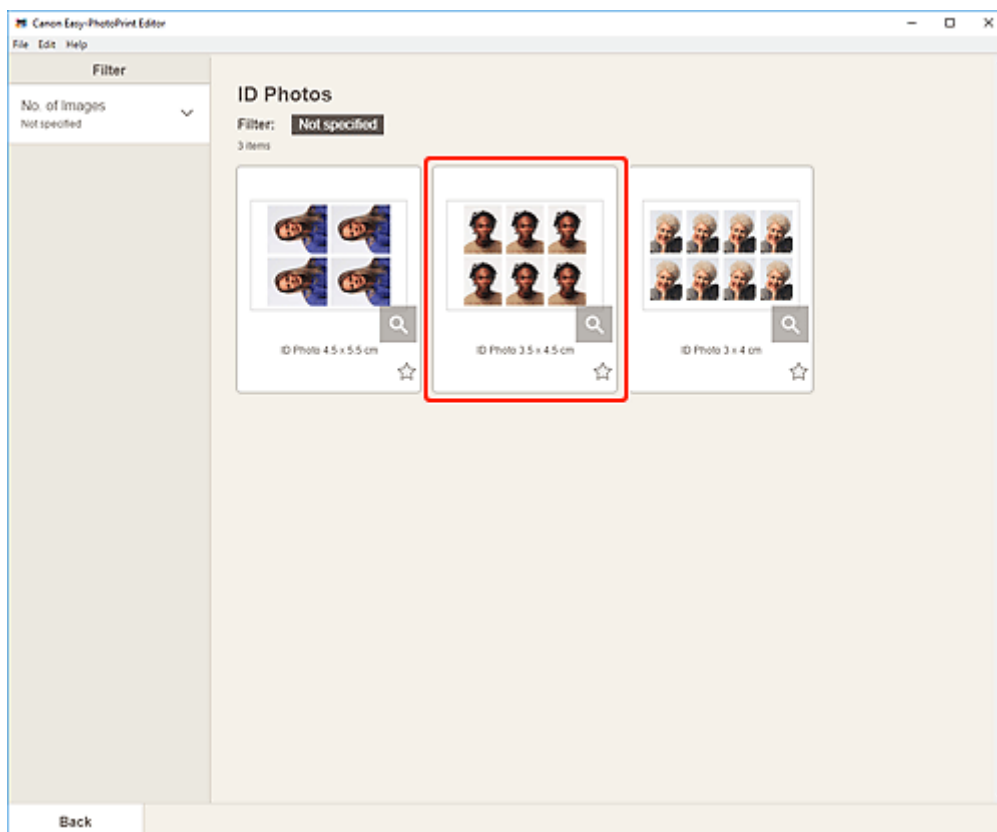 Canon Easy-PhotoPrint Editor
File Edit Help
Filter
No. of Images
Not specified
ID Photos
Filter: Not specified
3 items
ID Photo 4.5 x 5.5 cm
ID Photo 3.5 x 4.5 cm
ID Photo 3 x 4 cm
Back